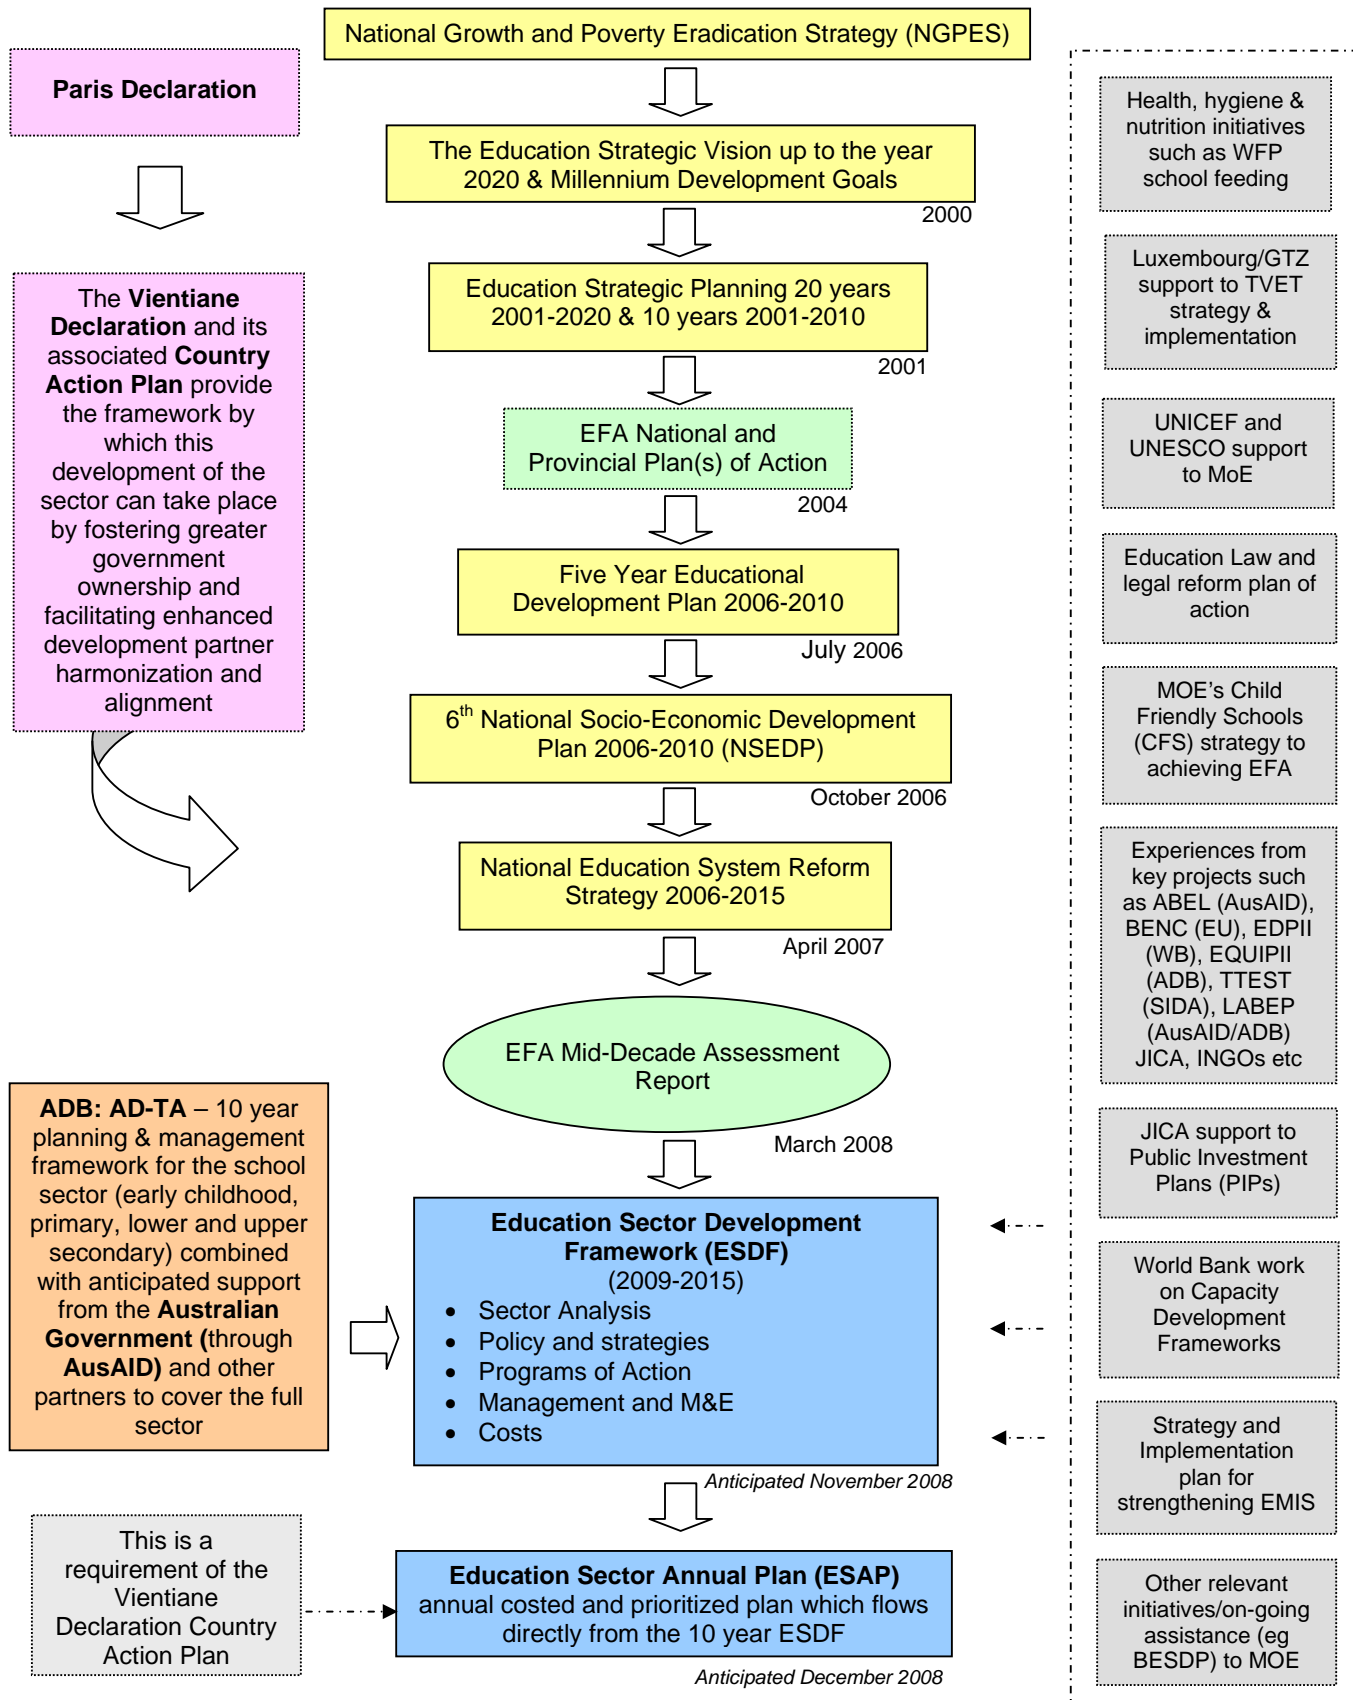 National Growth and Poverty Eradication Strategy (NGPES)
Paris Declaration
The Education Strategic Vision up to the year
2020 & Millennium Development Goals
2000
Education Strategic Planning 20 years
2001-2020 & 10 years 2001-2010
2001
The Vientiane
Declaration and its
associated Country
Action Plan provide
the framework by
which this
development of the
sector can take place
by fostering greater
government
ownership and
facilitating enhanced
development partner
harmonization and
alignment
EFA National and
Provincial Plan(s) of Action
2004
Five Year Educational
Development Plan 2006-2010
July 2006
6th National Socio-Economic Development
Plan 2006-2010 (NSEDP)
October 2006
National Education System Reform
Strategy 2006-2015
April 2007
EFA Mid-Decade Assessment
Report
March 2008
ADB: AD-TA – 10 year
planning & management
framework for the school
sector (early childhood,
primary, lower and upper
secondary) combined
with anticipated support
from the Australian
Government (through
AusAID) and other
partners to cover the full
sector
Education Sector Development
Framework (ESDF)
(2009-2015)
• Sector Analysis
• Policy and strategies
• Programs of Action
• Management and M&E
• Costs
Anticipated November 2008
This is a
requirement of the
Vientiane
Declaration Country
Action Plan
Education Sector Annual Plan (ESAP)
annual costed and prioritized plan which flows
directly from the 10 year ESDF
Anticipated December 2008
Health, hygiene &
nutrition initiatives
such as WFP
school feeding
Luxembourg/GTZ
support to TVET
strategy &
implementation
UNICEF and
UNESCO support
to MoE
Education Law and
legal reform plan of
action
MOE's Child
Friendly Schools
(CFS) strategy to
achieving EFA
Experiences from
key projects such
as ABEL (AusAID),
BENC (EU), EDPII
(WB), EQUIPII
(ADB), TTEST
(SIDA), LABEP
(AusAID/ADB)
JICA, INGOs etc
JICA support to
Public Investment
Plans (PIPs)
World Bank work
on Capacity
Development
Frameworks
Strategy and
Implementation
plan for
strengthening EMIS
Other relevant
initiatives/on-going
assistance (eg
BESDP) to MOE